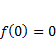 f(0) = 0